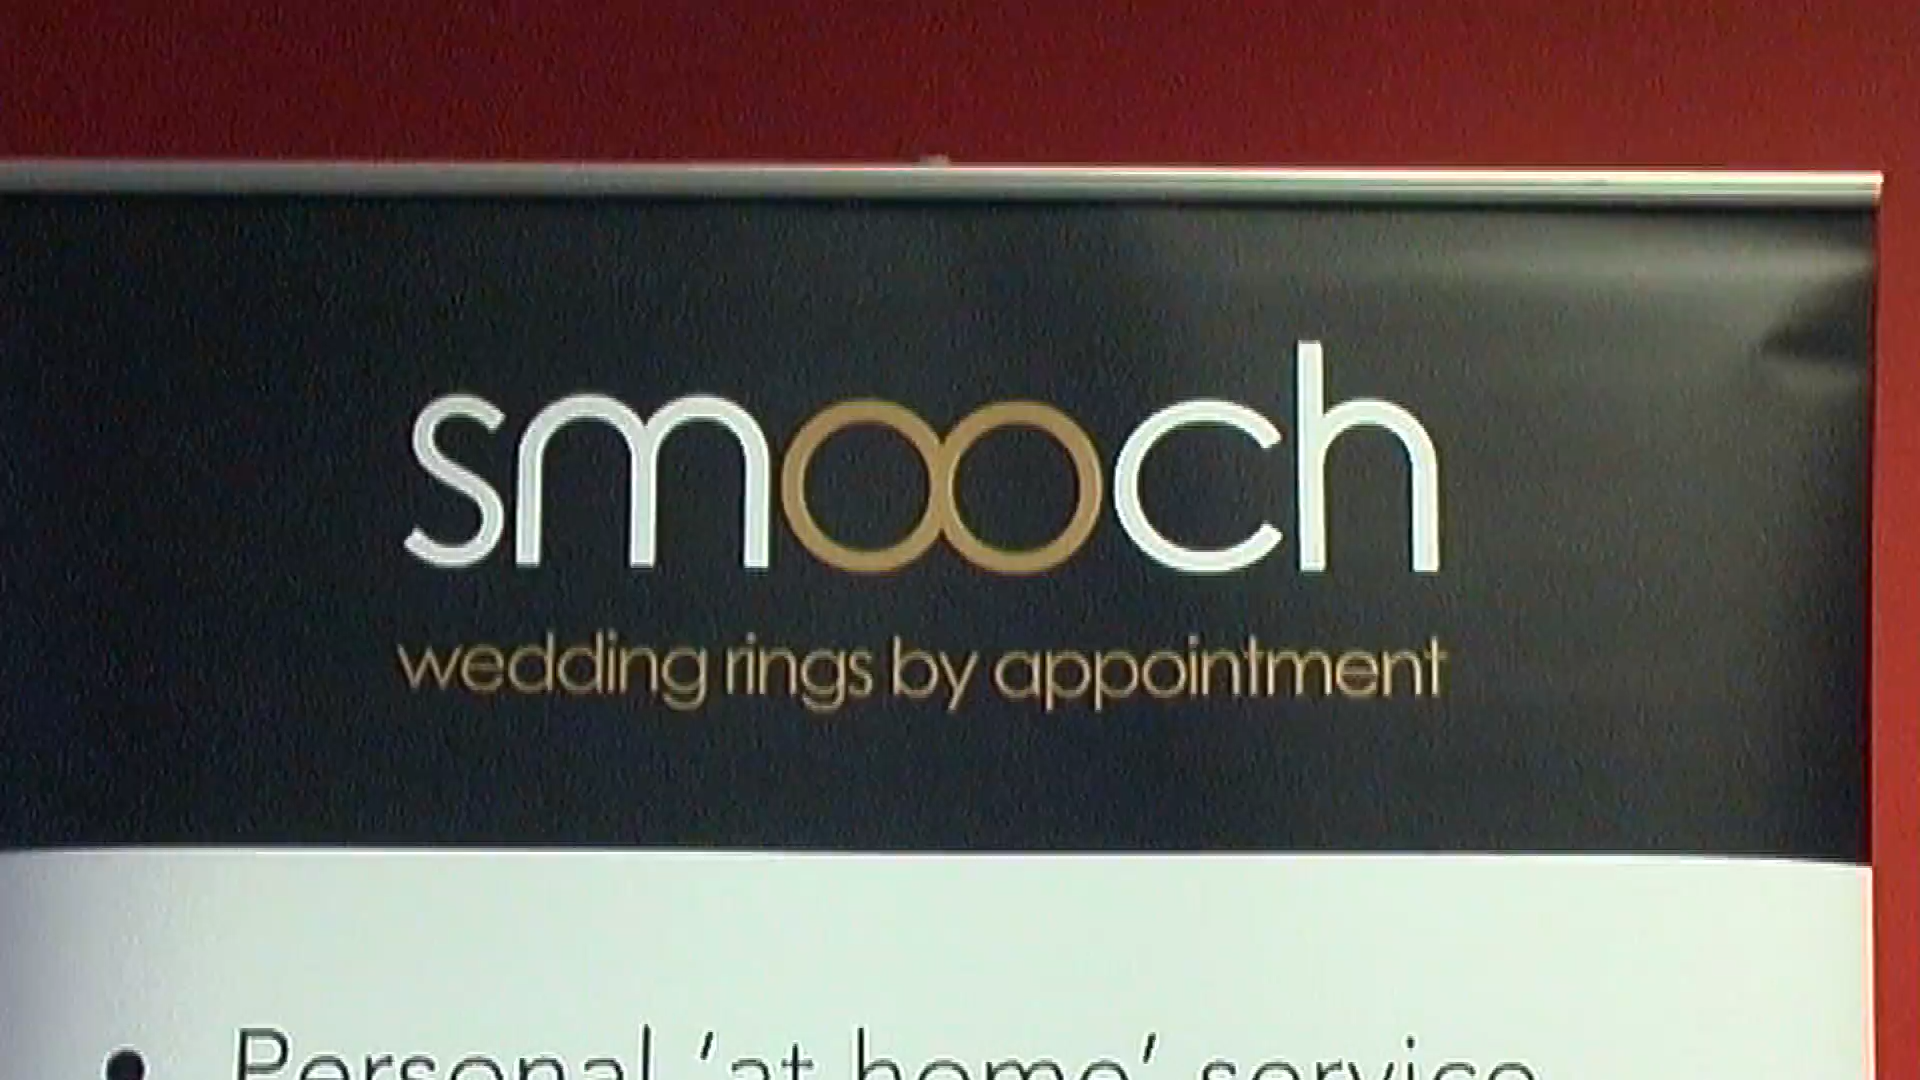 smooch
wedding rings by appointment
• Personal 'at home' service